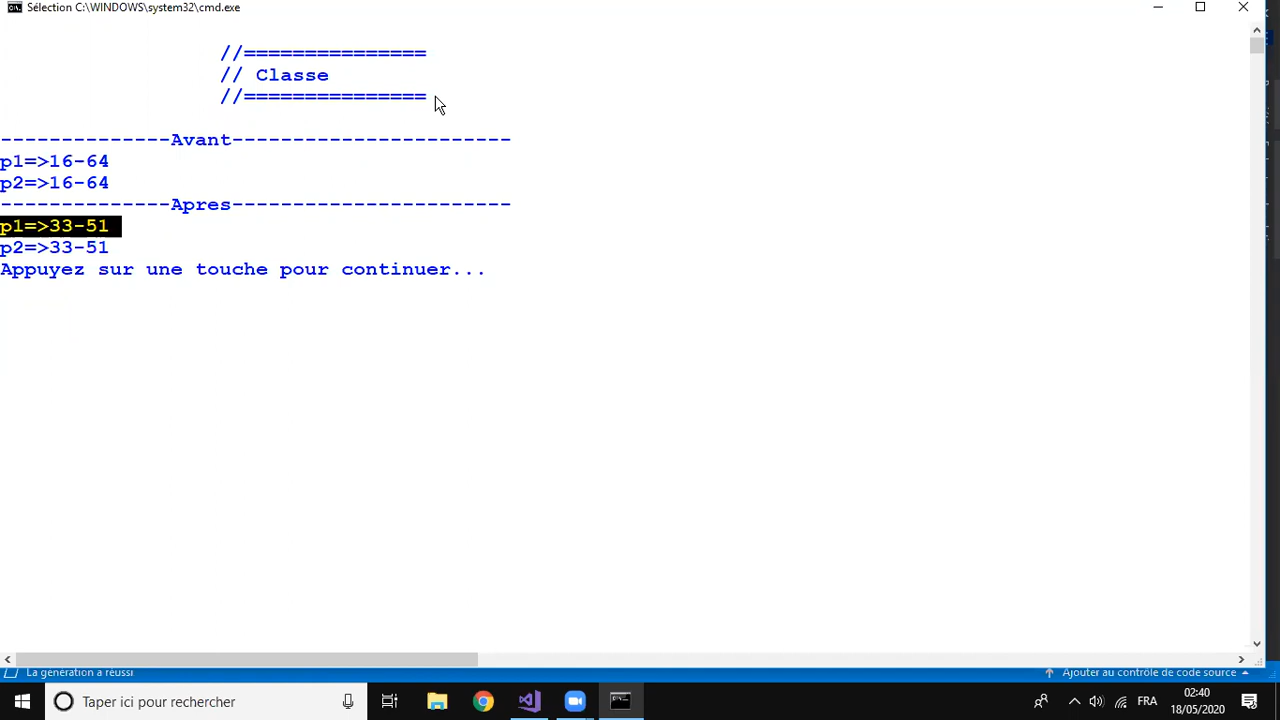 Sélection C:\WINDOWS\system32\cmd.exe
//===============
// Classe
//===============
--------------Avant-----------------------
p1=>16-64
p2=>16-64
--------------Apres-----------------------
p1=>33-51
p2=>33-51
Appuyez sur une touche pour continuer...
La génération a réussi
Ajouter au contrôle de code source
Taper ici pour rechercher
FRA
02:40
18/05/2020